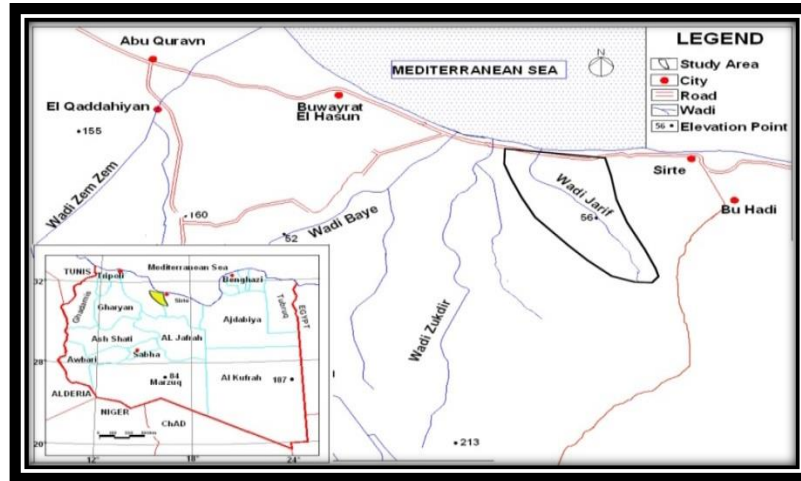 Abu Quravn
El Qaddahiyan
155
Buwayrat
El Hasun
MEDITERRANEAN SEA
N
LEGEND
Study Area
City
Road
Wadi
56 Elevation Point
Sirte
Bu Hadi
Wadi Jarif
56
Wadi Zem Zem
160
52
Wadi Baye
Wadi Zukdir
213
Mediterranean Sea
TUNIS
Tripoli
Benghazi
Sirte
32
Ghadamis
Gharyan
Tubruq
EGYPT
Ajdabiya
Ash Shati
AL Jafrah
28
Awbari
Sabha
84
Marzuq
Al Kufrah
187
ALDERIA
NIGER
ChAD
20
12°
18
24°